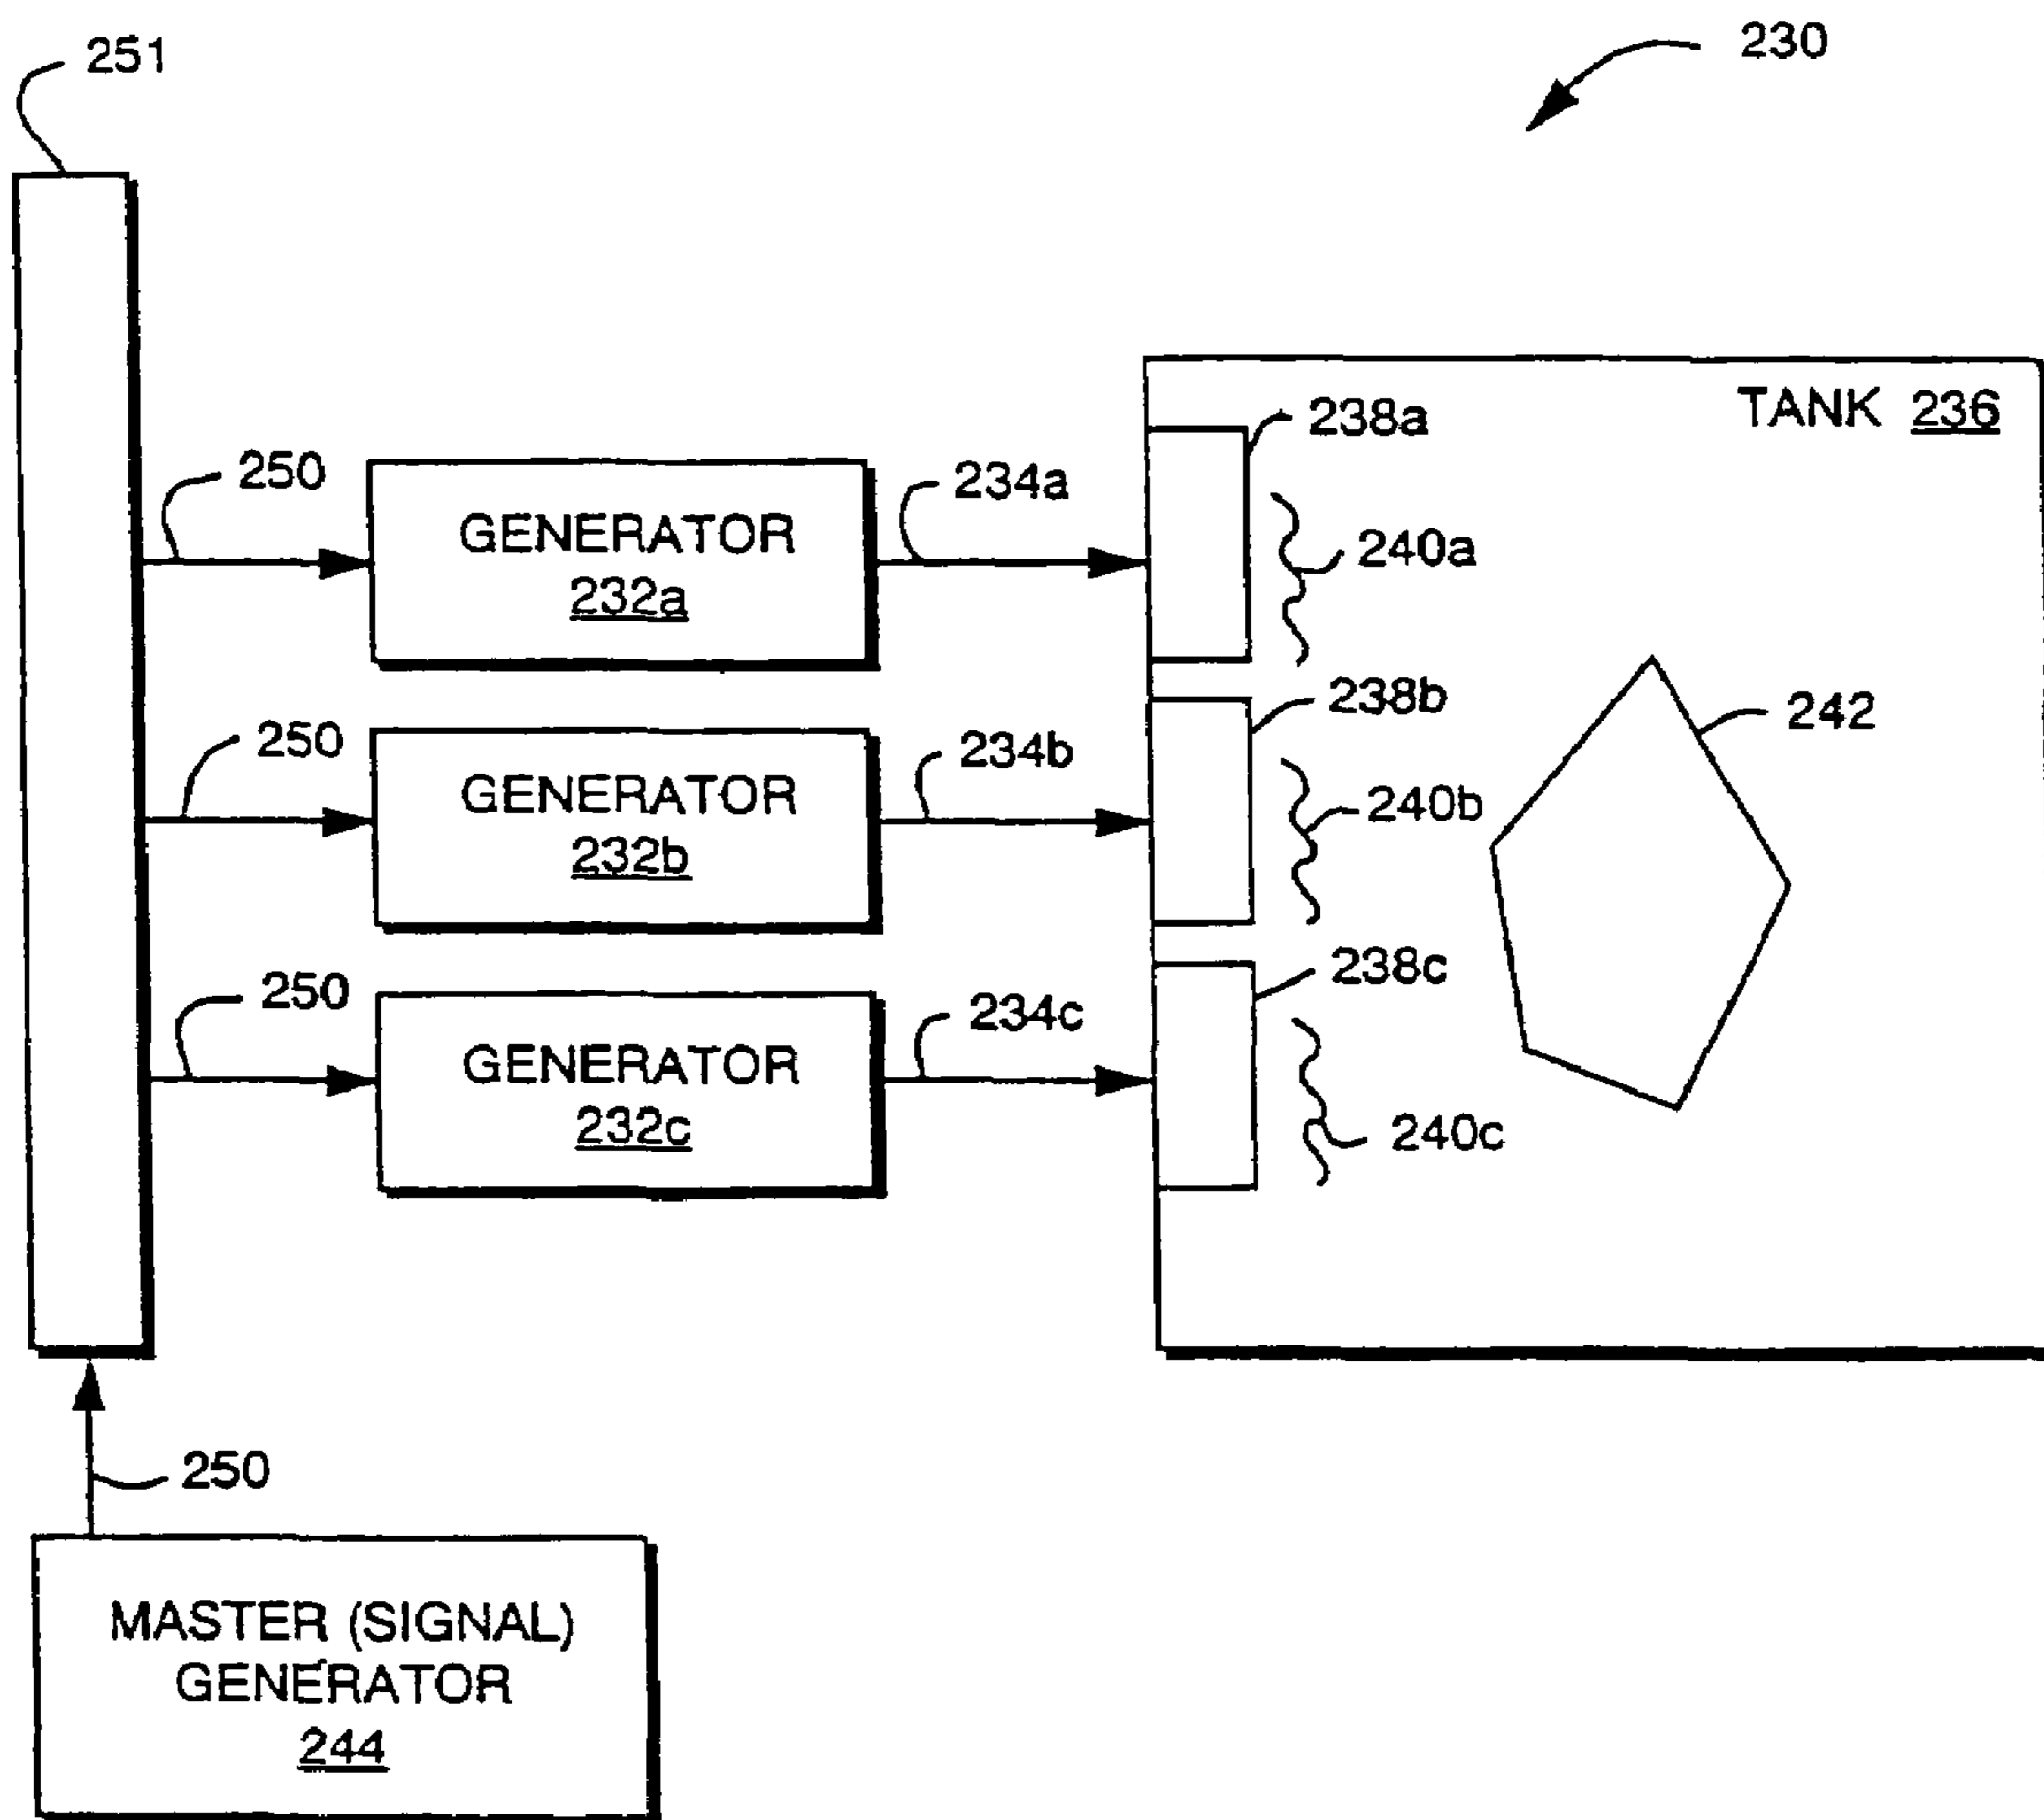 251
230
TANK 236
238a
250
234a
GENERATOR
232a
240a
238b
242
250
234b
GENERATOR
232b
240b
238c
250
234c
GENERATOR
232c
240c
250
MASTER (SIGNAL)
GENERATOR
244